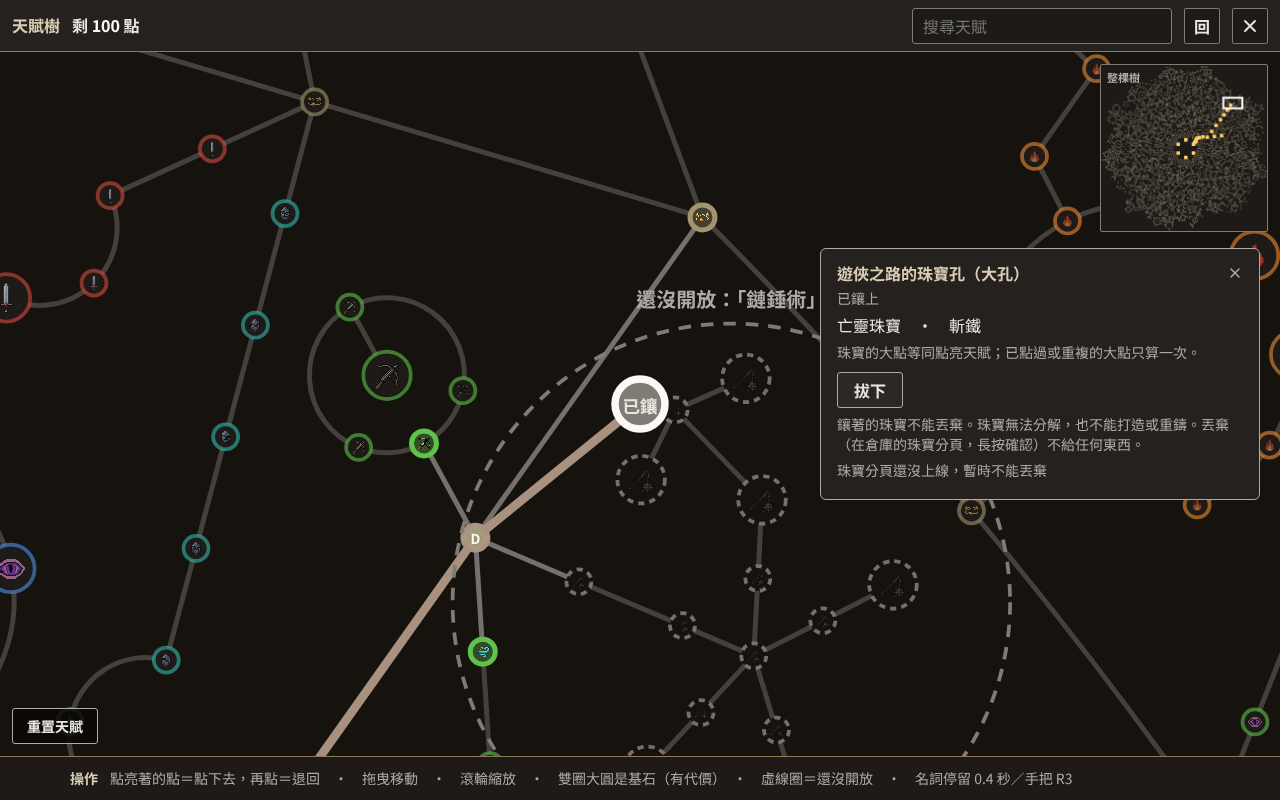 天賦樹 剩 100 點
搜尋天賦
回
整棵樹
遊俠之路的珠寶孔（大孔）
已鑲上
亡靈珠寶 · 斬鐵
珠寶的大點等同點亮天賦；已點過或重複的大點只算一次。
拔下
鑲著的珠寶不能丟棄。珠寶無法分解，也不能打造或重鑄。丟棄
（在倉庫的珠寶分頁，長按確認）不給任何東西。
珠寶分頁還沒上線，暫時不能丟棄
還沒開放：「鏈錘術」
已鑲
D
重置天賦
操作 點亮著的點＝點下去，再點＝退回 · 拖曳移動 · 滾輪縮放 · 雙圈大圓是基石（有代價） · 虛線圈＝還沒開放 · 名詞停留 0.4 秒／手把 R3